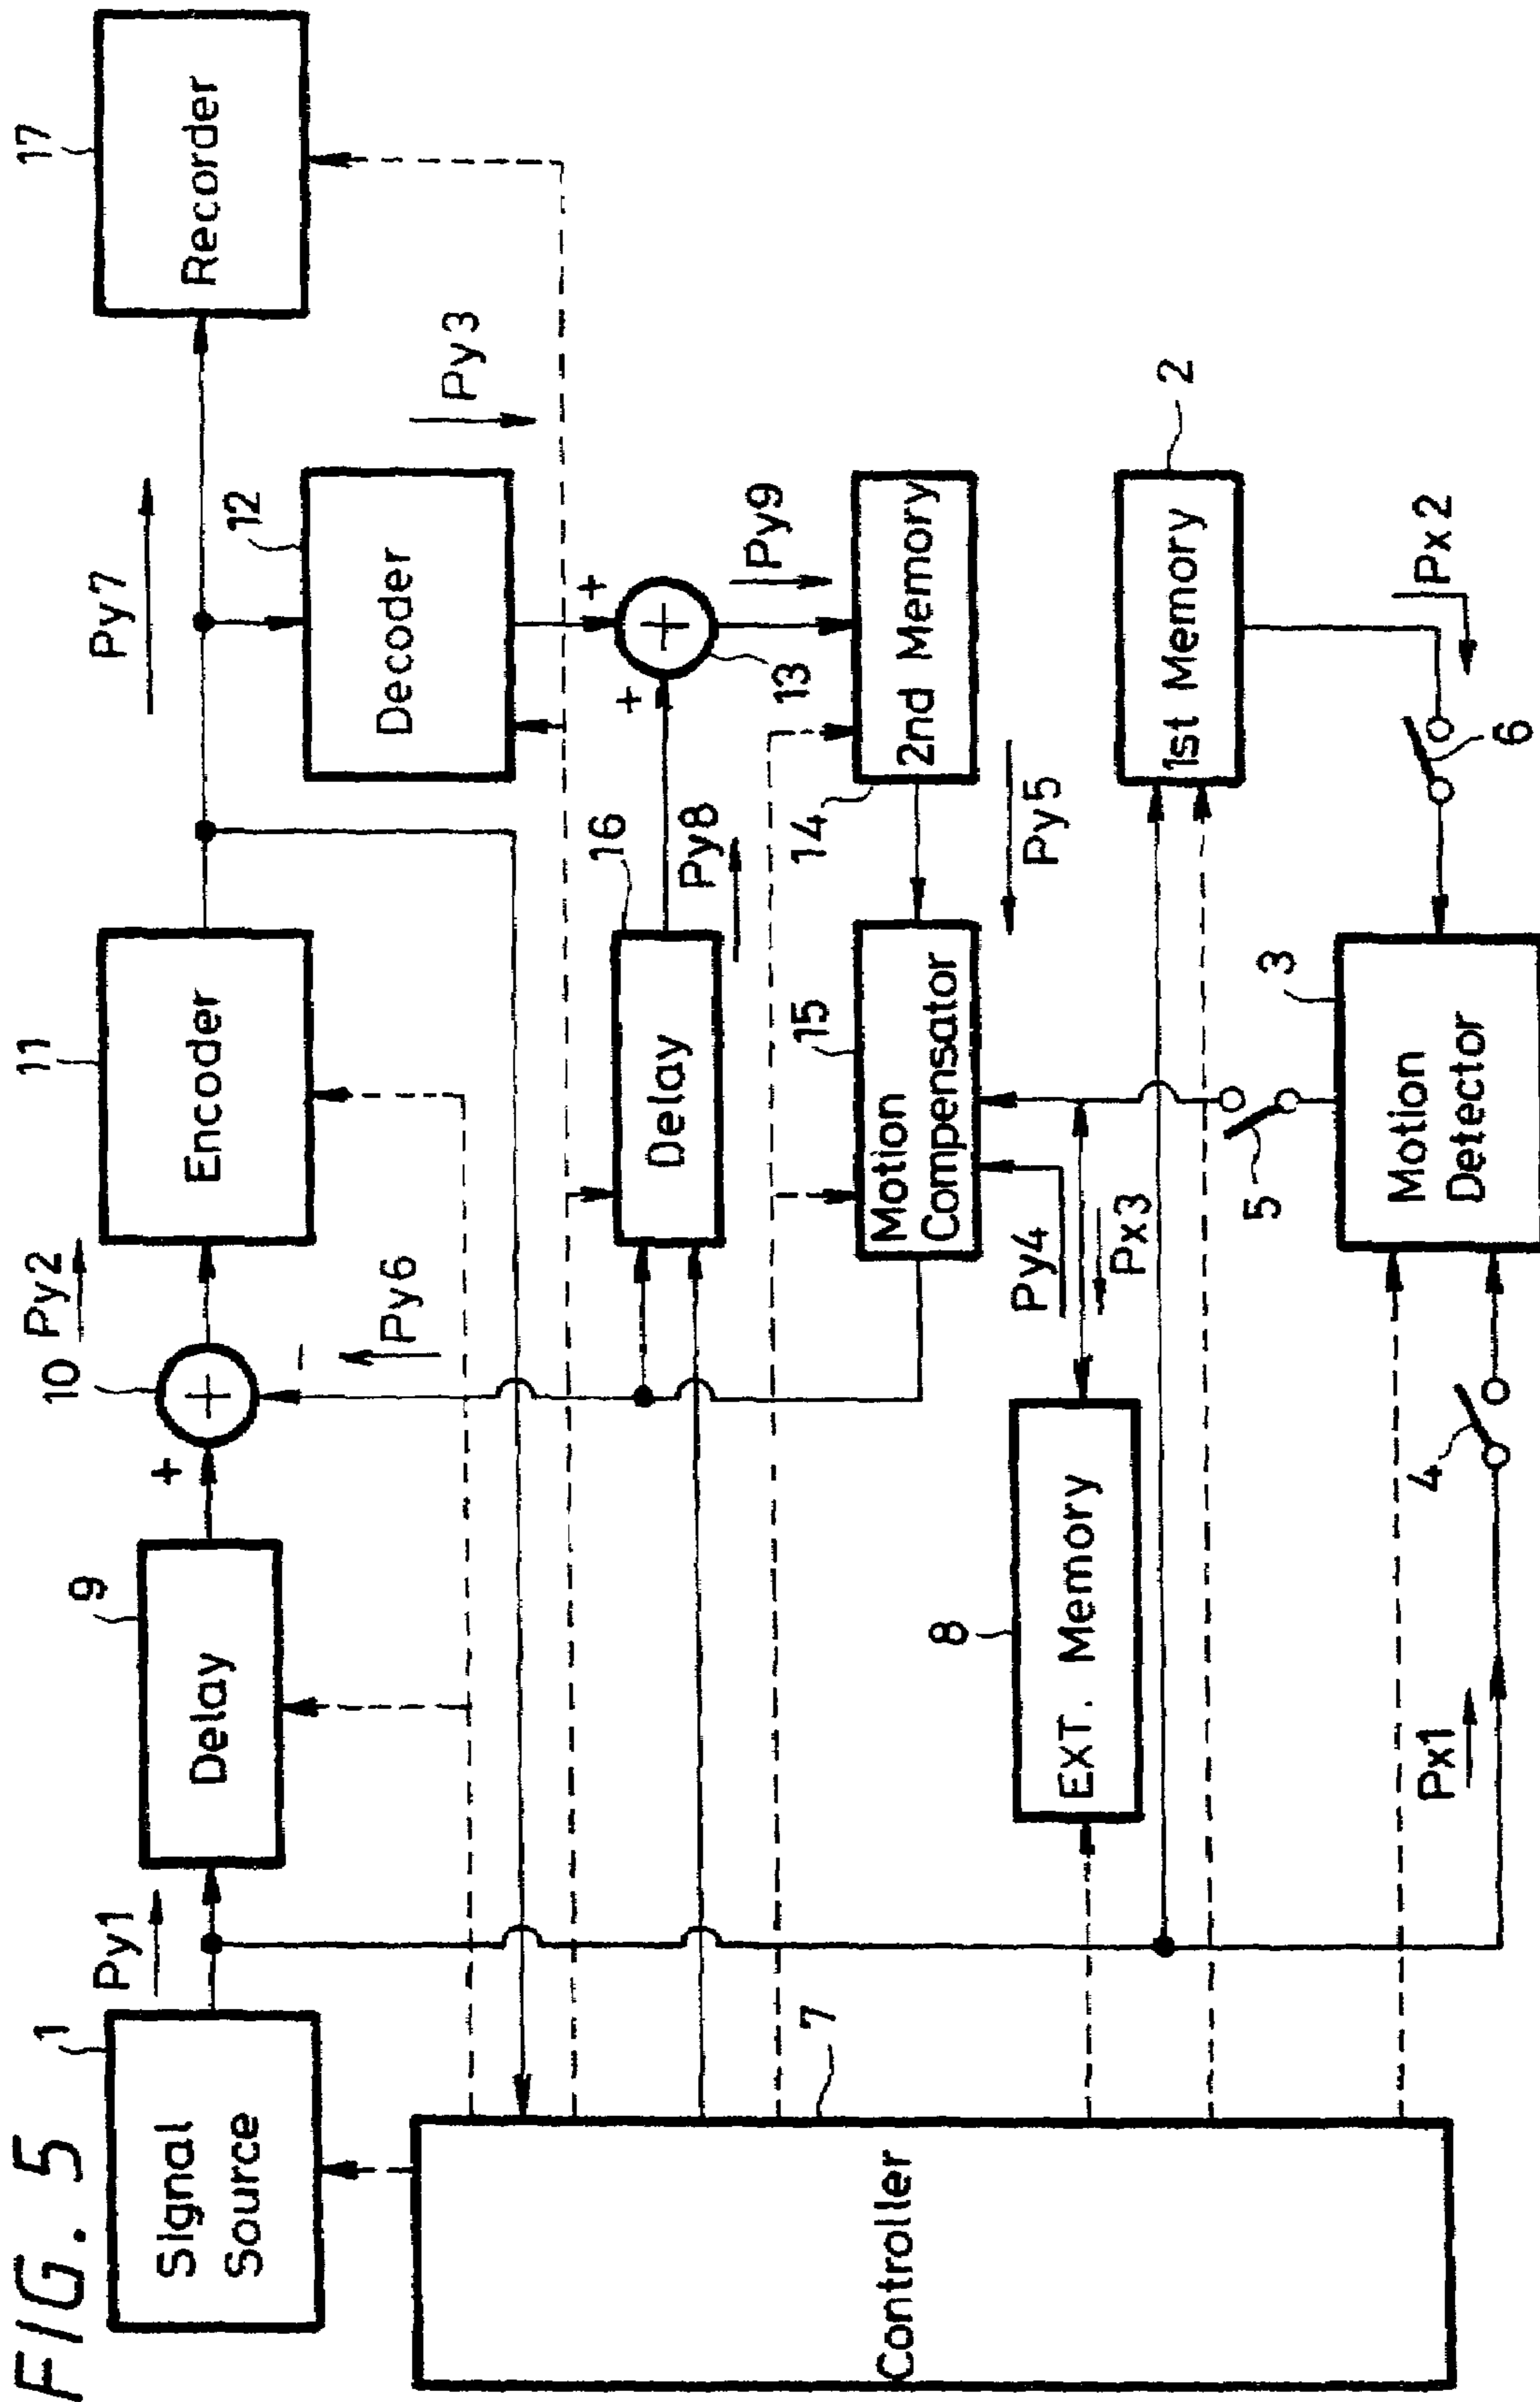 FIG. 5
1
Signal
Source
Py1
9
Delay
10
+
−
Py2
Py6
11
Encoder
Py7
17
Recorder
12
Decoder
Py3
16
Delay
Py8
+
+
13
Py9
14
2nd Memory
Py5
15
Motion
Compensator
Py4
Px3
8
EXT. Memory
2
1st Memory
Px2
6
5
3
Motion
Detector
4
Px1
7
Controller